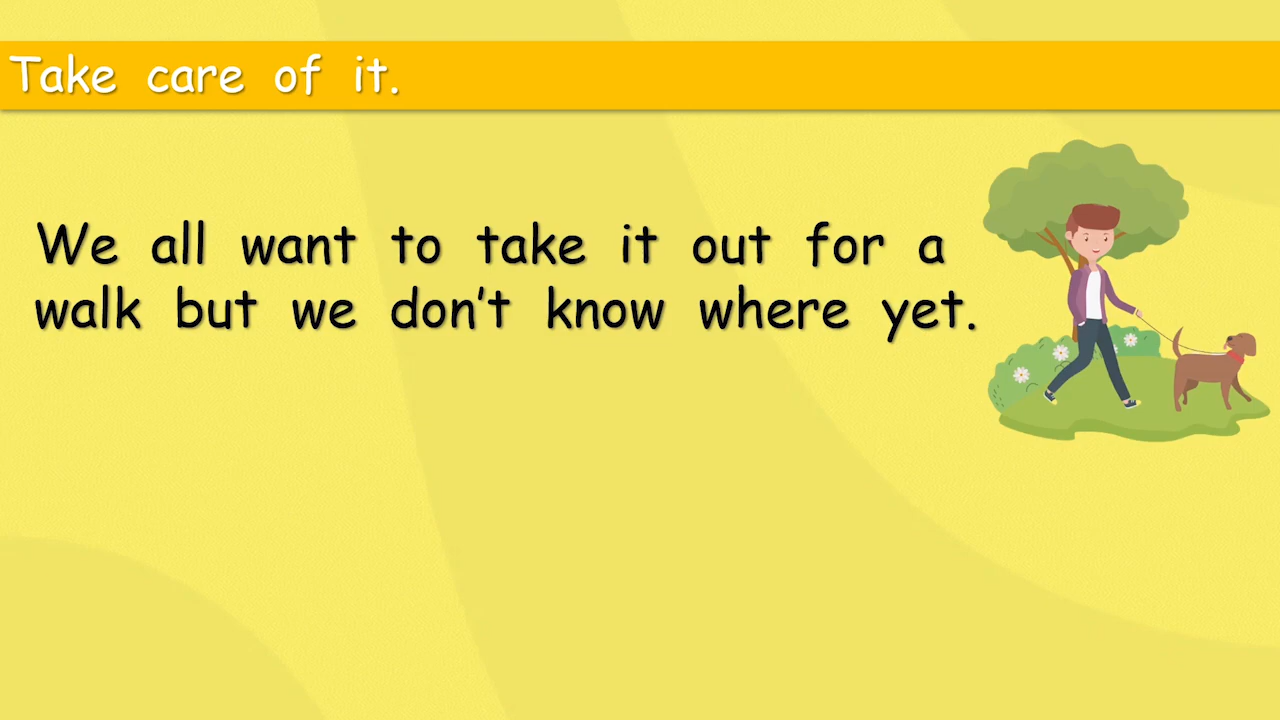 Take care of it.
We all want to take it out for a
walk but we don’t know where yet.